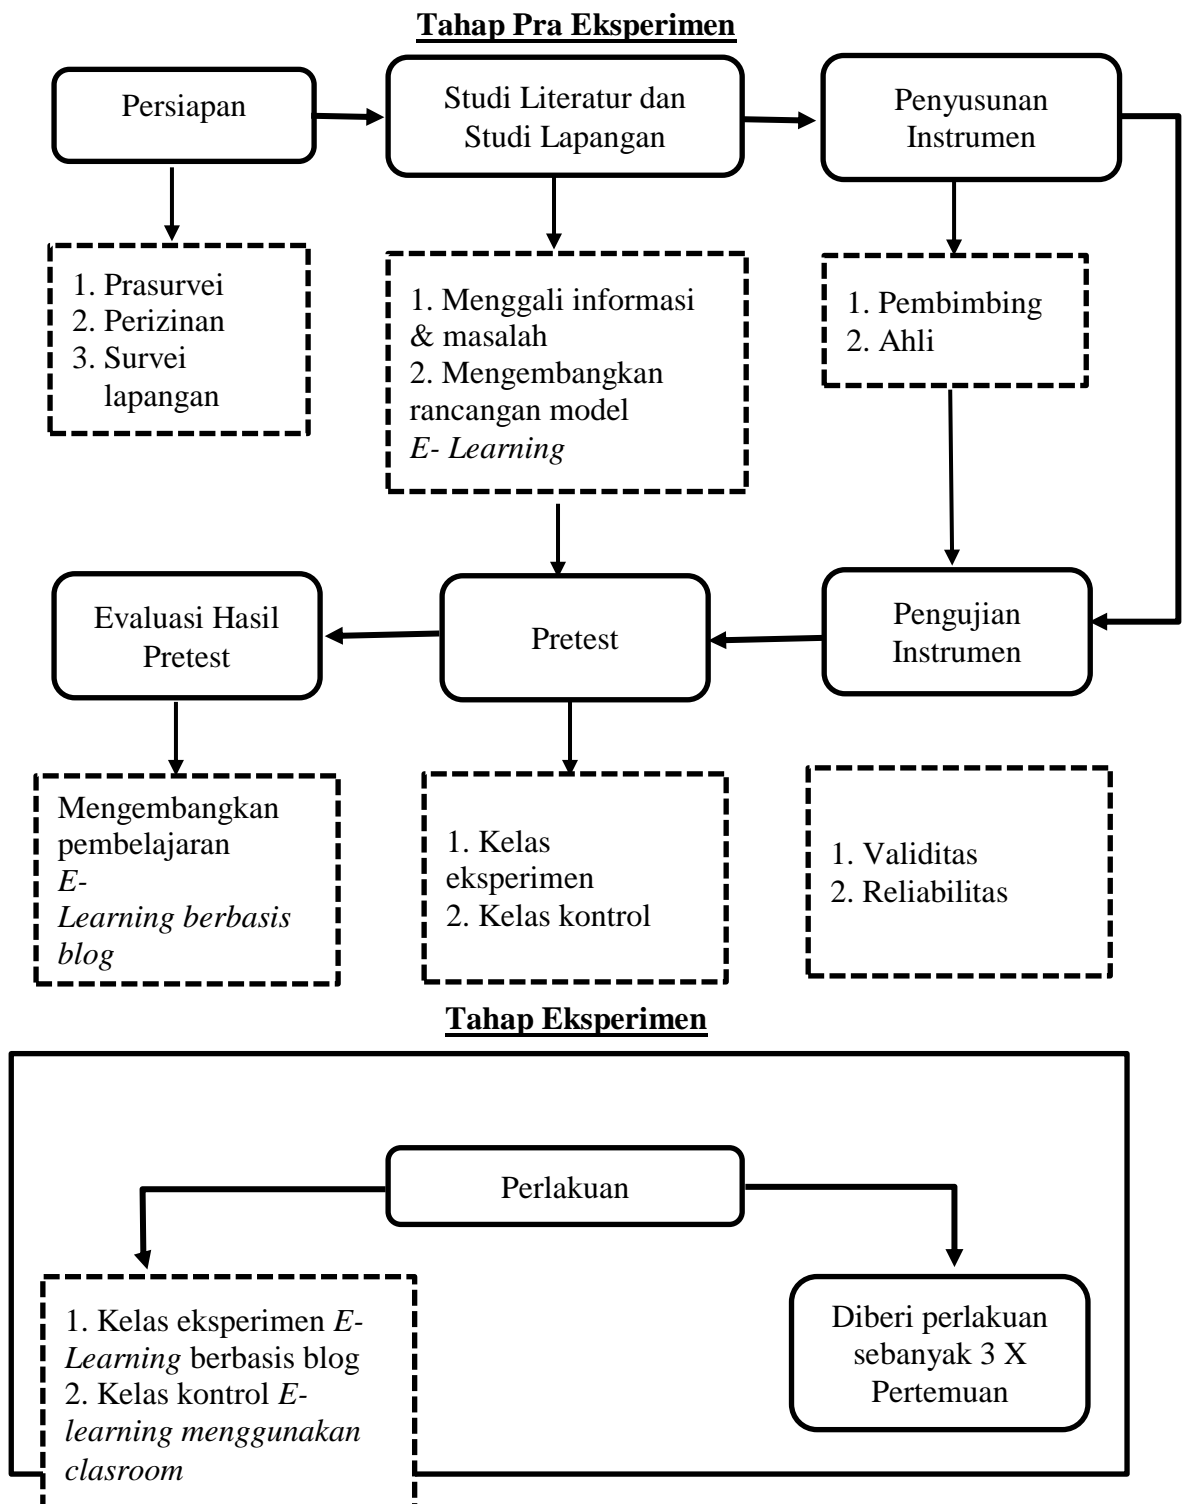 Tahap Pra Eksperimen
Persiapan
Studi Literatur dan
Studi Lapangan
Penyusunan
Instrumen
1. Prasurvei
2. Perizinan
3. Survei
lapangan
1. Menggali informasi
& masalah
2. Mengembangkan
rancangan model
E- Learning
1. Pembimbing
2. Ahli
Evaluasi Hasil
Pretest
Pretest
Pengujian
Instrumen
Mengembangkan
pembelajaran
E-
Learning berbasis
blog
1. Kelas
eksperimen
2. Kelas kontrol
1. Validitas
2. Reliabilitas
Tahap Eksperimen
Perlakuan
1. Kelas eksperimen E-
Learning berbasis blog
2. Kelas kontrol E-
learning menggunakan
clasroom
Diberi perlakuan
sebanyak 3 X
Pertemuan